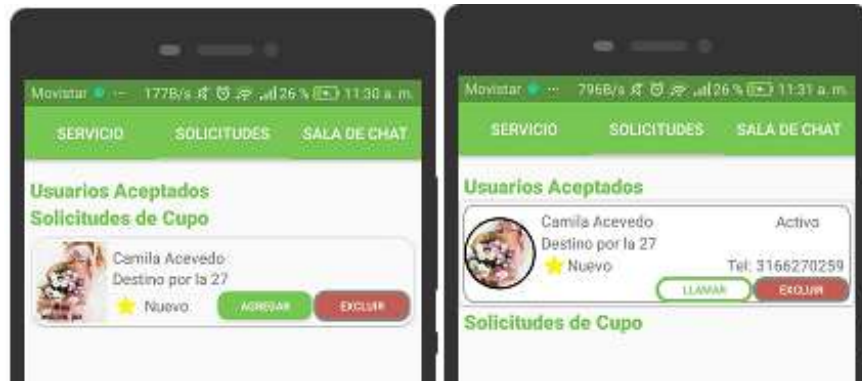 Movistar ... 177B/s 26 % 11:30 a. m.
SERVICIO SOLICITUDES SALA DE CHAT
Usuarios Aceptados
Solicitudes de Cupo
Camila Acevedo
Destino por la 27
Nuevo AGREGAR EXCLUIR
Movistar ... 796B/s 26 % 11:31 a. m.
SERVICIO SOLICITUDES SALA DE CHAT
Usuarios Aceptados
Camila Acevedo Activo
Destino por la 27
Nuevo Tel: 3166270259
LLAMAR EXCLUIR
Solicitudes de Cupo